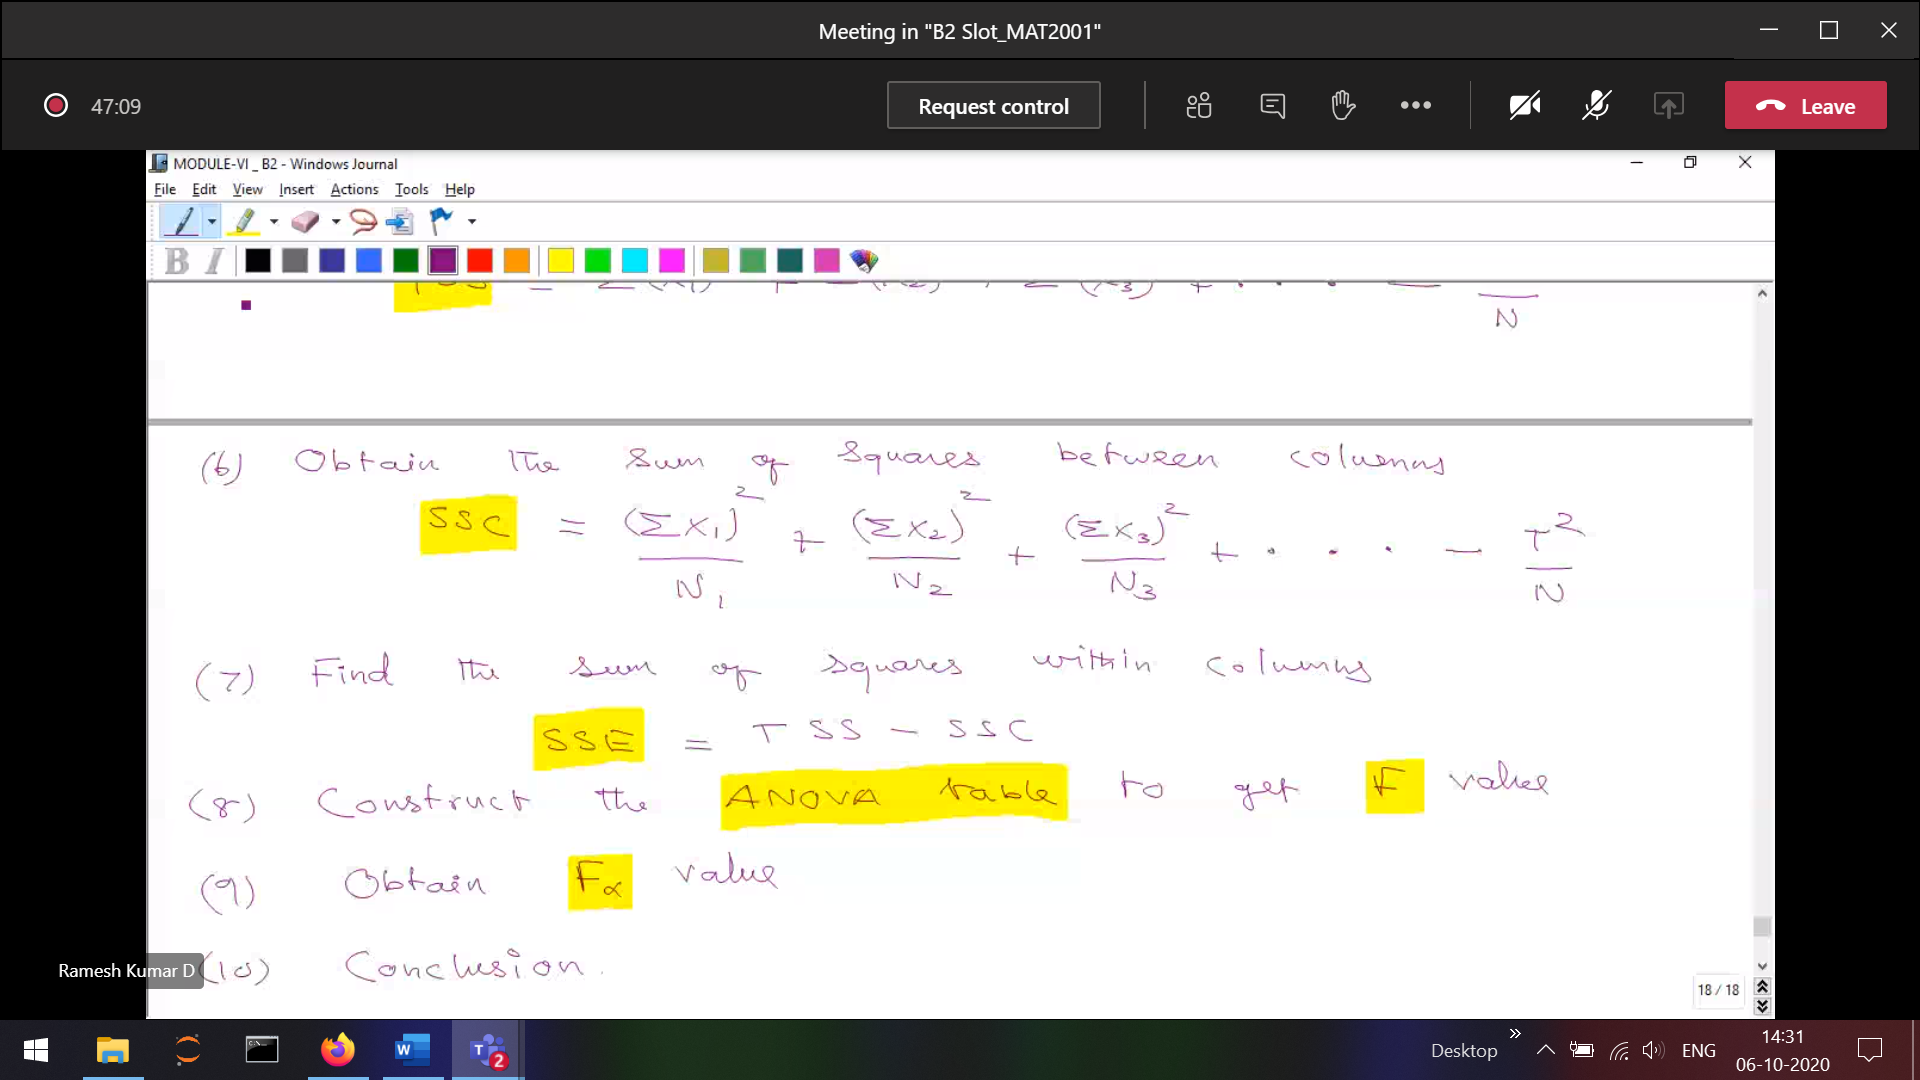 Meeting in "B2 Slot_MAT2001"
47:09
Request control
Leave
MODULE-VI _ B2 - Windows Journal
File Edit View Insert Actions Tools Help
B I
N
(6) Obtain the sum of squares between columns
SSC = (ΣX₁)²/N₁ + (ΣX₂)²/N₂ + (ΣX₃)²/N₃ + · · · − T²/N
(7) Find the sum of squares within columns
SSE = TSS − SSC
(8) Construct the ANOVA table to get F value
(9) Obtain Fα value
(10) Conclusion.
Ramesh Kumar D
18 / 18
W
T 2
Desktop
ENG
14:31
06-10-2020